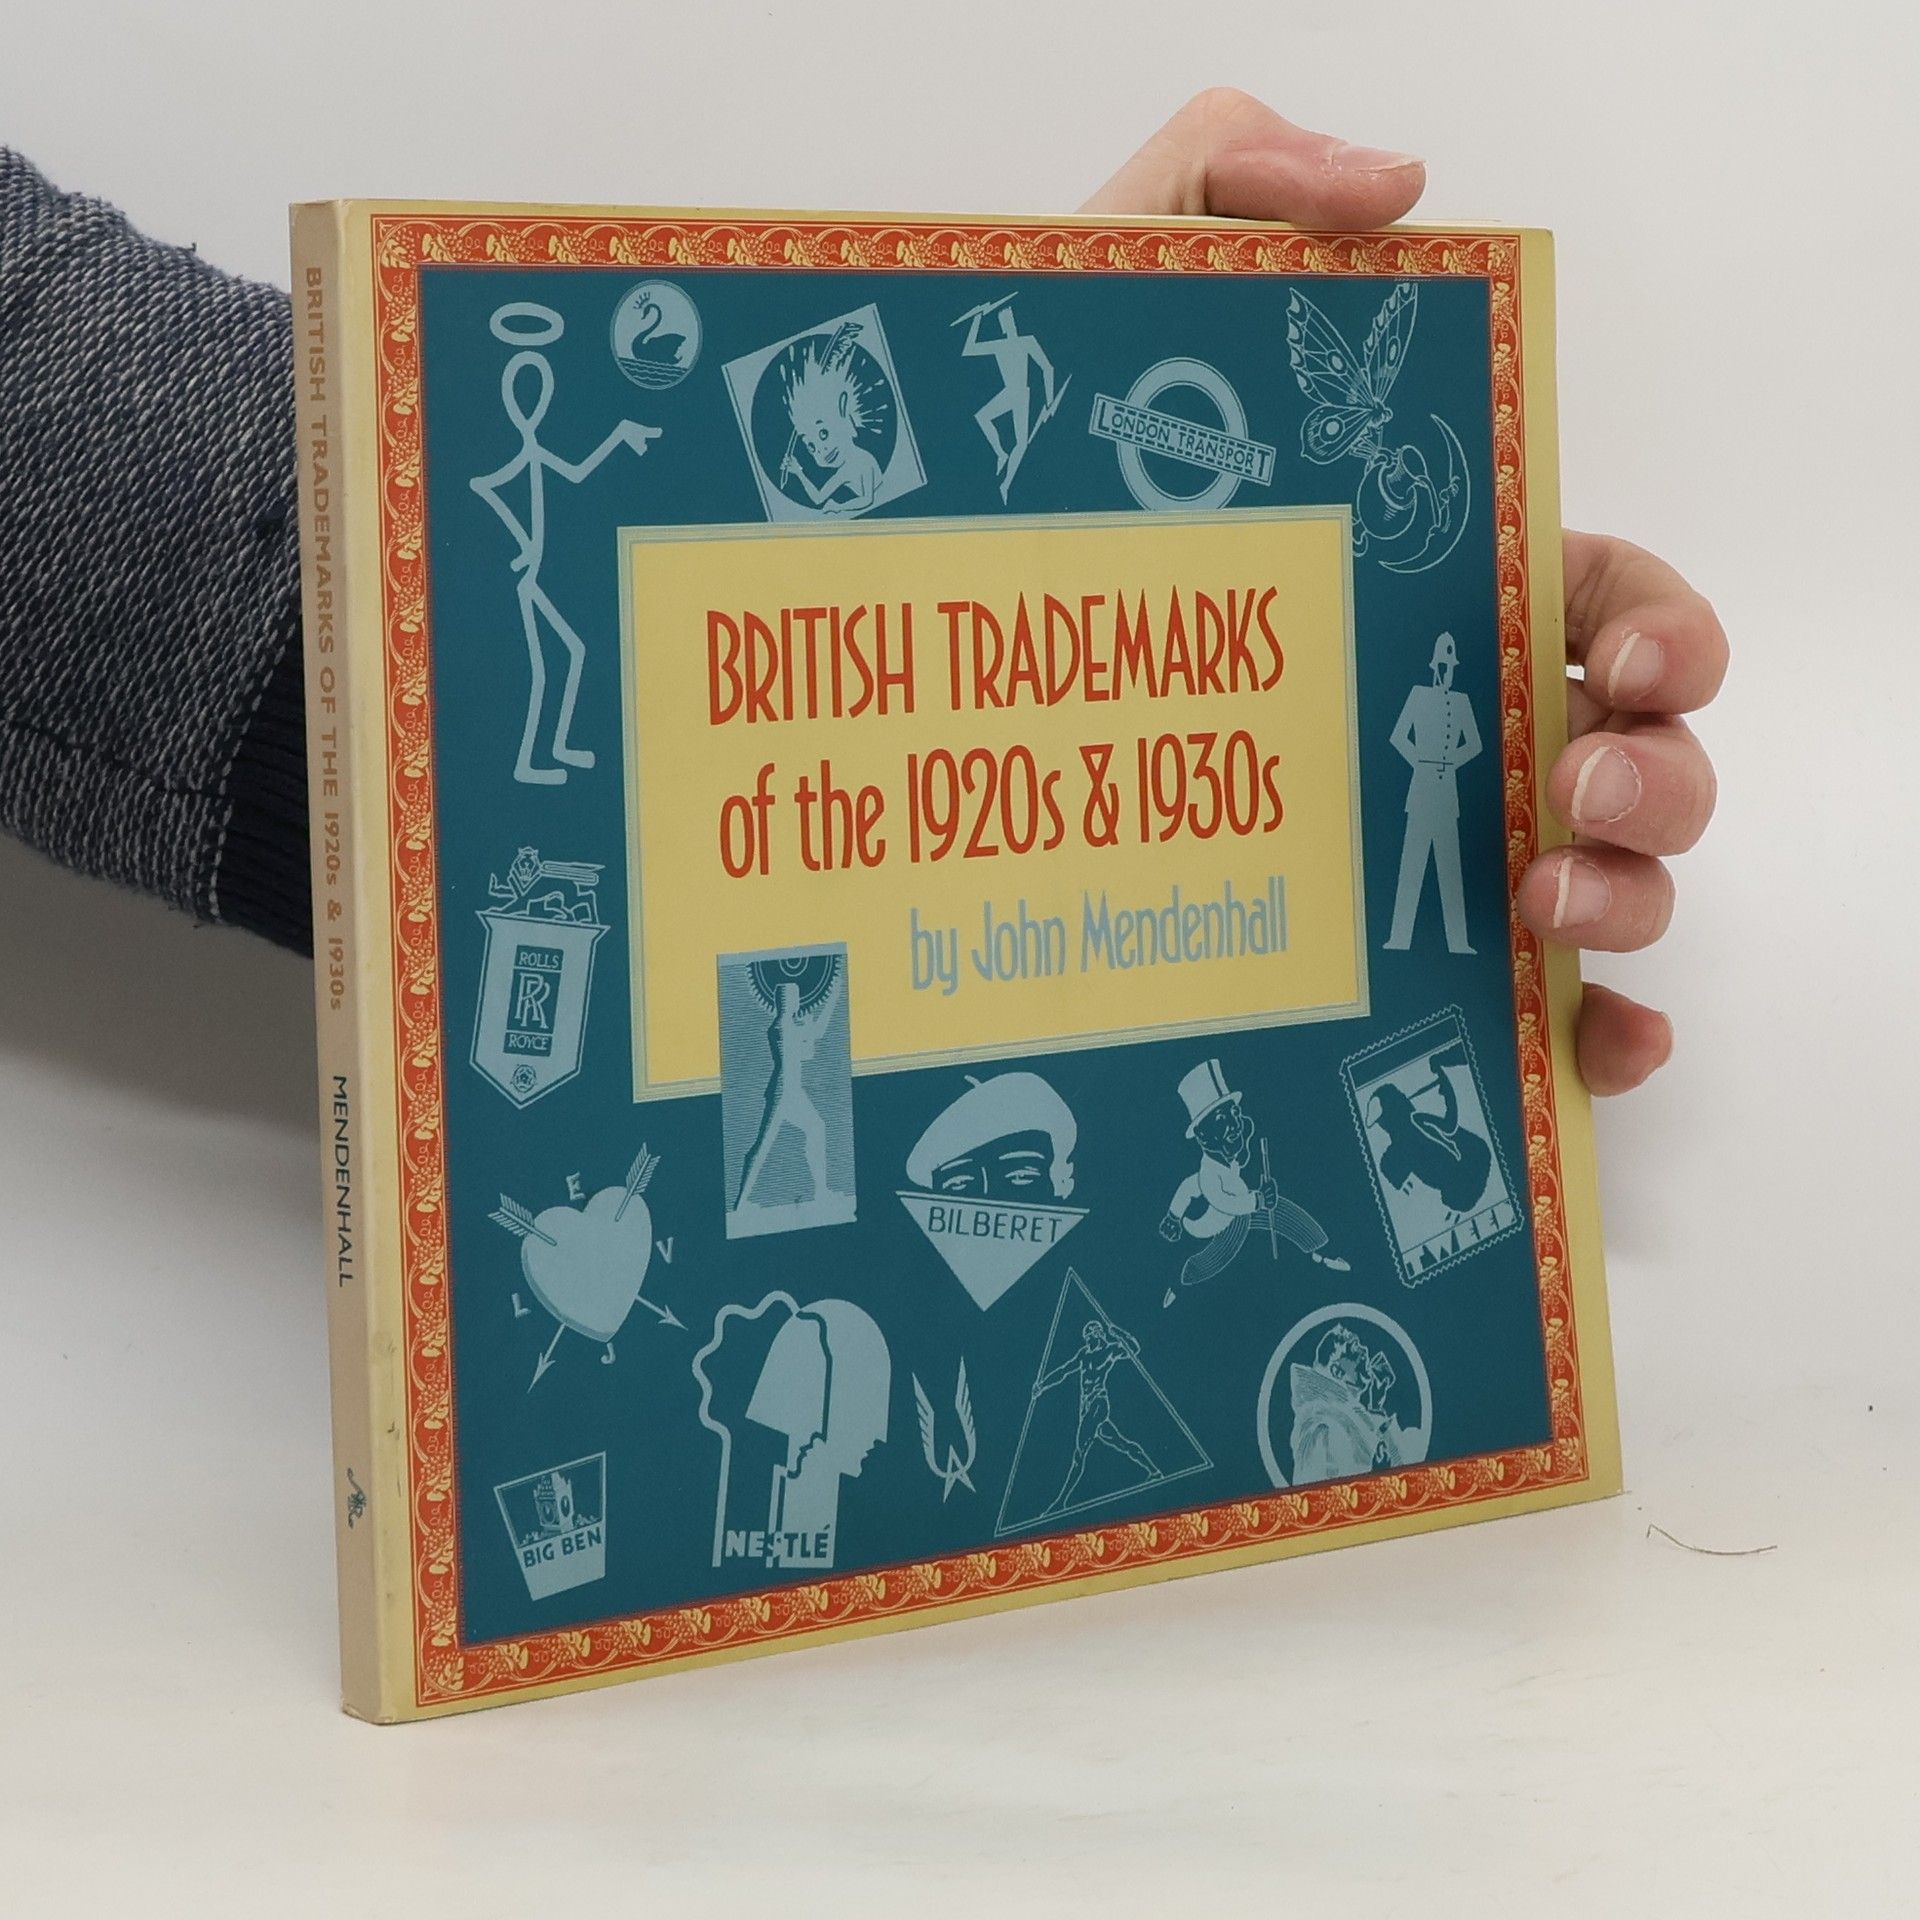 BRITISH TRADEMARKS OF THE 1920s & 1930s MENDENHALL
LONDON TRANSPORT
BRITISH TRADEMARKS
of the 1920s & 1930s
by John Mendenhall
ROLLS
RR
ROYCE
BILBERET
TWEED
E
V
L
J
NESTLÉ
BIG BEN